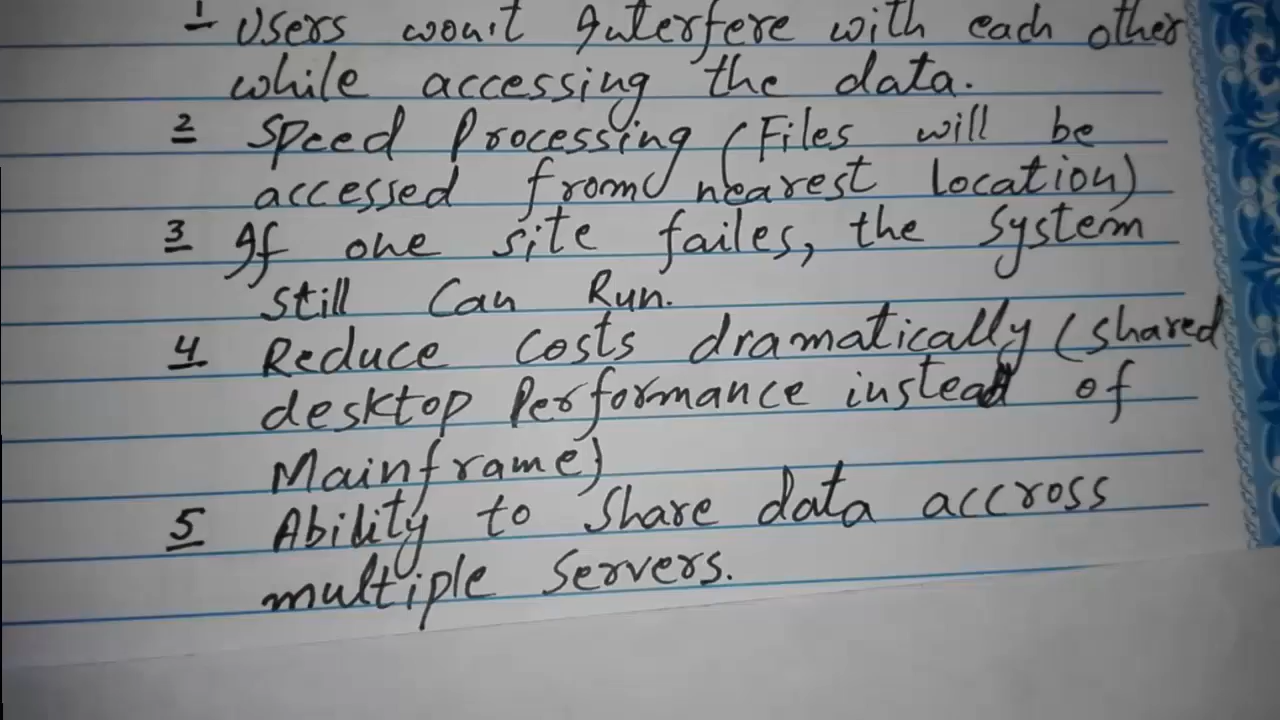 1 Users won't Interfere with each other
while accessing the data.
2 Speed Processing (Files will be
accessed from nearest location)
3 If one site failes, the System
Still Can Run.
4 Reduce Costs dramatically (shared
desktop Performance instead of
Mainframe)
5 Ability to Share data accross
multiple Servers.